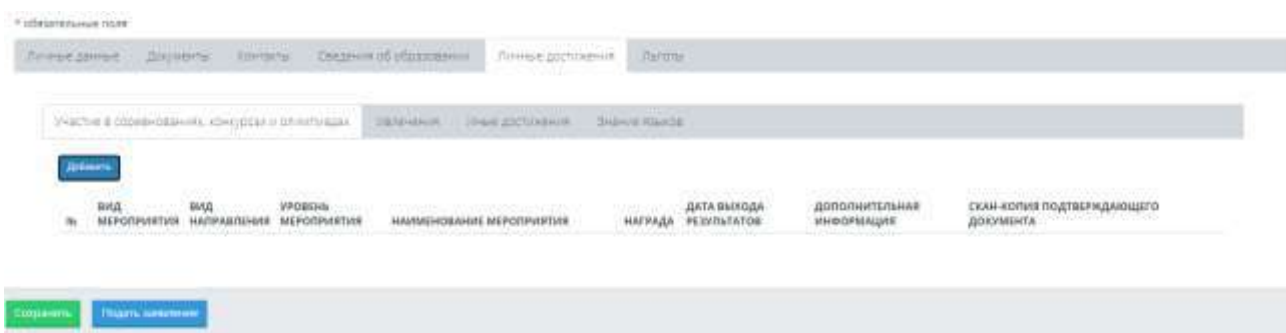 * обязательные поля
Личные данные Документы Контакты Сведения об образовании Личные достижения Льготы
Участие в соревнованиях, конкурсах и олимпиадах Увлечения Иные достижения Знание языков
Добавить
№ ВИД МЕРОПРИЯТИЯ ВИД НАПРАВЛЕНИЯ УРОВЕНЬ МЕРОПРИЯТИЯ НАИМЕНОВАНИЕ МЕРОПРИЯТИЯ НАГРАДА ДАТА ВЫХОДА РЕЗУЛЬТАТОВ ДОПОЛНИТЕЛЬНАЯ ИНФОРМАЦИЯ СКАН-КОПИЯ ПОДТВЕРЖДАЮЩЕГО ДОКУМЕНТА
Сохранить Подать заявление